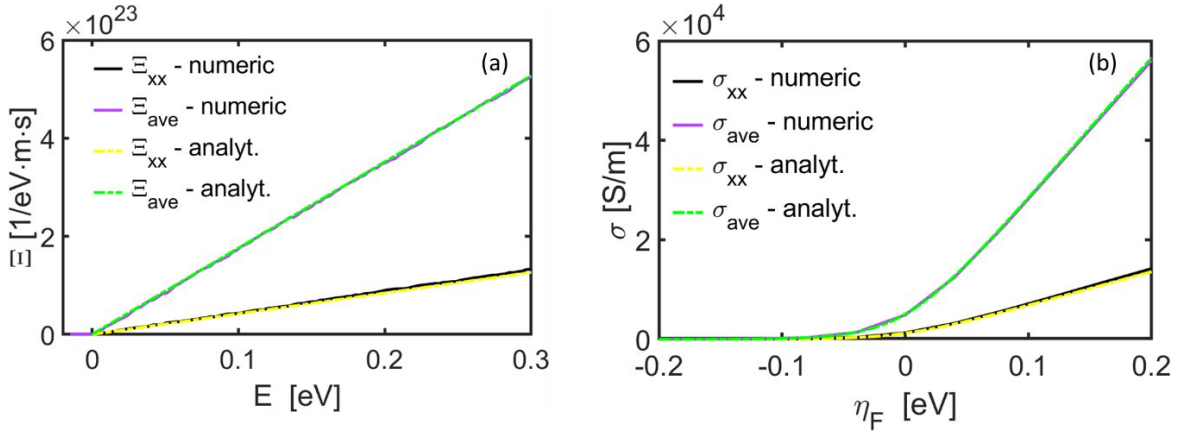 ×10²³
6
4
2
0
Ξ [1/eV·m·s]
(a)
Ξxx - numeric
Ξave - numeric
Ξxx - analyt.
Ξave - analyt.
0 0.1 0.2 0.3
E [eV]
×10⁴
6
4
2
0
σ [S/m]
(b)
σxx - numeric
σave - numeric
σxx - analyt.
σave - analyt.
-0.2 -0.1 0 0.1 0.2
ηF [eV]